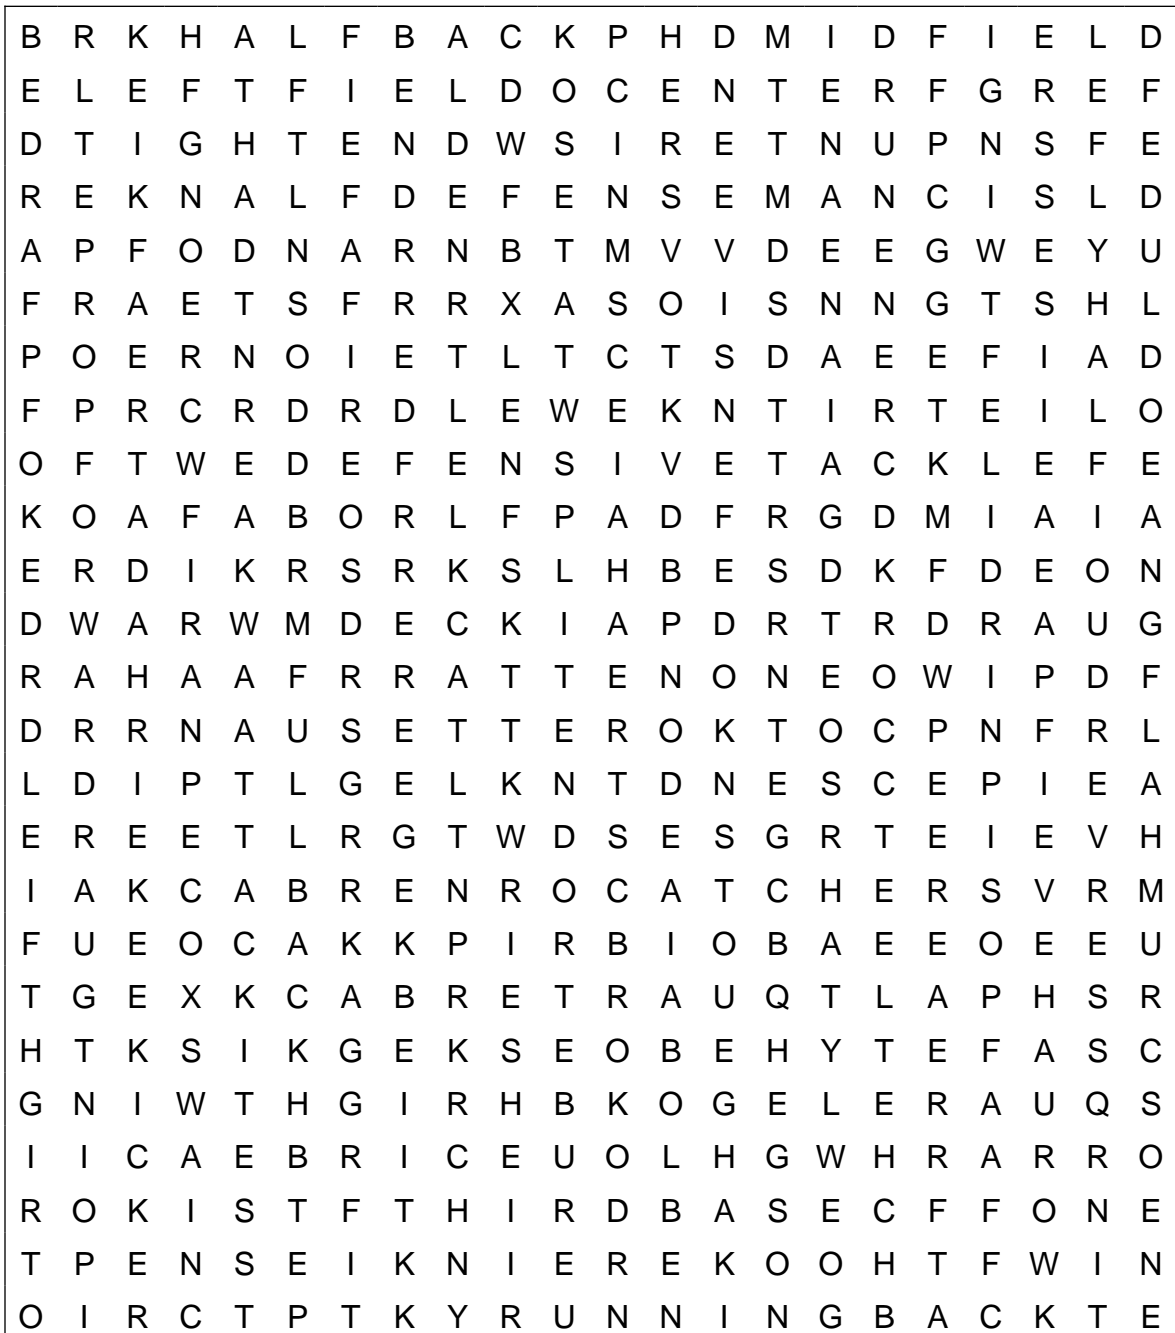 B R K H A L F B A C K P H D M I D F I E L D
E L E F T F I E L D O C E N T E R F G R E F
D T I G H T E N D W S I R E T N U P N S F E
R E K N A L F D E F E N S E M A N C I S L D
A P F O D N A R N B T M V V D E E G W E Y U
F R A E T S F R R X A S O I S N N G T S H L
P O E R N O I E T L T C T S D A E E F I A D
F P R C R D R D L E W E K N T I R T E I L O
O F T W E D E F E N S I V E T A C K L E F E
K O A F A B O R L F P A D F R G D M I A I A
E R D I K R S R K S L H B E S D K F D E O N
D W A R W M D E C K I A P D R T R D R A U G
R A H A A F R R A T T E N O N E O W I P D F
D R R N A U S E T T E R O K T O C P N F R L
L D I P T L G E L K N T D N E S C E P I E A
E R E E T L R G T W D S E S G R T E I E V H
I A K C A B R E N R O C A T C H E R S V R M
F U E O C A K K P I R B I O B A E E O E E U
T G E X K C A B R E T R A U Q T L A P H S R
H T K S I K G E K S E O B E H Y T E F A S C
G N I W T H G I R H B K O G E L E R A U Q S
I I C A E B R I C E U O L H G W H R A R R O
R O K I S T F T H I R D B A S E C F F O N E
T P E N S E I K N I E R E K O O H T F W I N
O I R C T P T K Y R U N N I N G B A C K T E